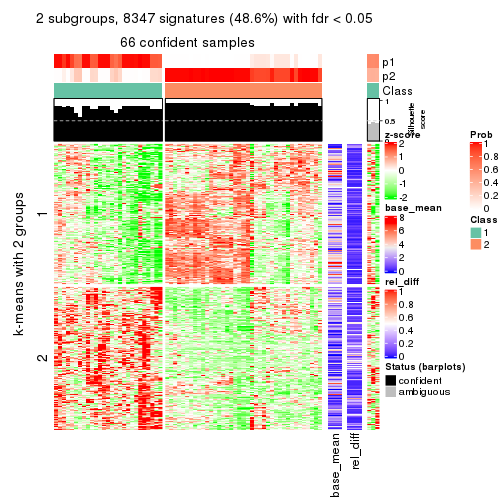 2 subgroups, 8347 signatures (48.6%) with fdr < 0.05
66 confident samples
p1
p2
Class
1
0.5
0
Silhouette
score
k-means with 2 groups
1
2
base_mean
rel_diff
z-score
2
1
0
-1
-2
base_mean
8
6
4
2
0
rel_diff
1
0.8
0.6
0.4
0.2
0
Status (barplots)
confident
ambiguous
Prob
1
0.8
0.6
0.4
0.2
0
Class
1
2